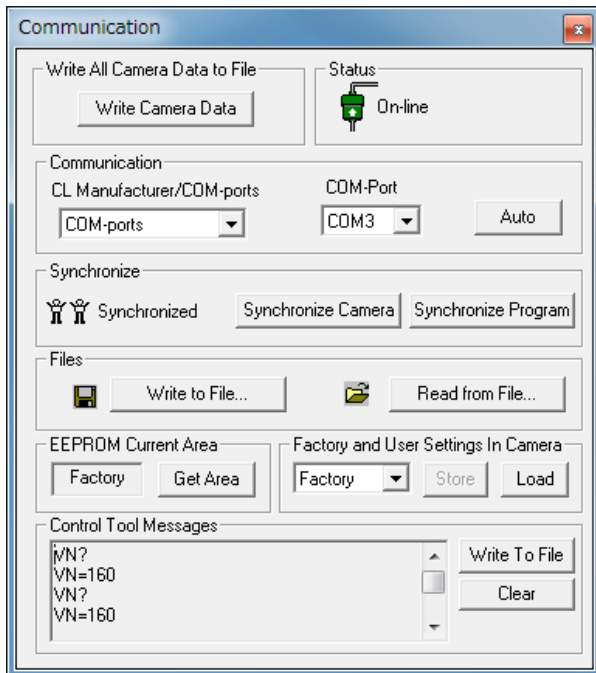 Communication
Write All Camera Data to File
Write Camera Data
Status
On-line
Communication
CL Manufacturer/COM-ports
COM-ports
COM-Port
COM3
Auto
Synchronize
Synchronized
Synchronize Camera
Synchronize Program
Files
Write to File...
Read from File...
EEPROM Current Area
Factory
Get Area
Factory and User Settings In Camera
Factory
Store
Load
Control Tool Messages
VN?
VN=160
VN?
VN=160
Write To File
Clear